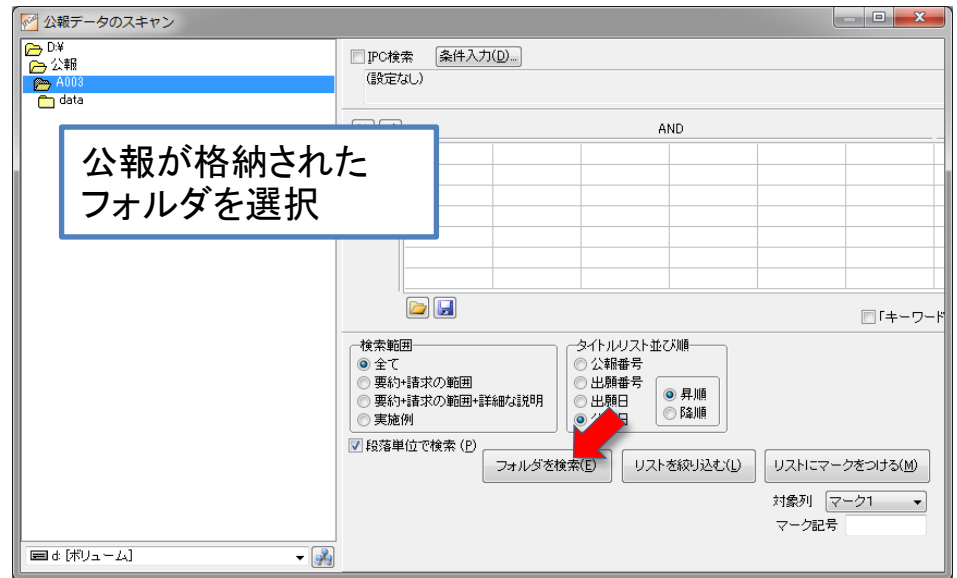 公報データのスキャン
D:¥
公報
A003
data
公報が格納された
フォルダを選択
IPC検索
条件入力(D)...
(設定なし)
AND
「キーワード
検索範囲
全て
要約+請求の範囲
要約+請求の範囲+詳細な説明
実施例
タイトルリスト並び順
公報番号
出願番号
出願日
昇順
降順
段落単位で検索 (P)
フォルダを検索(E)
リストを絞り込む(L)
リストにマークをつける(M)
対象列
マーク1
マーク記号
d: [ボリューム]